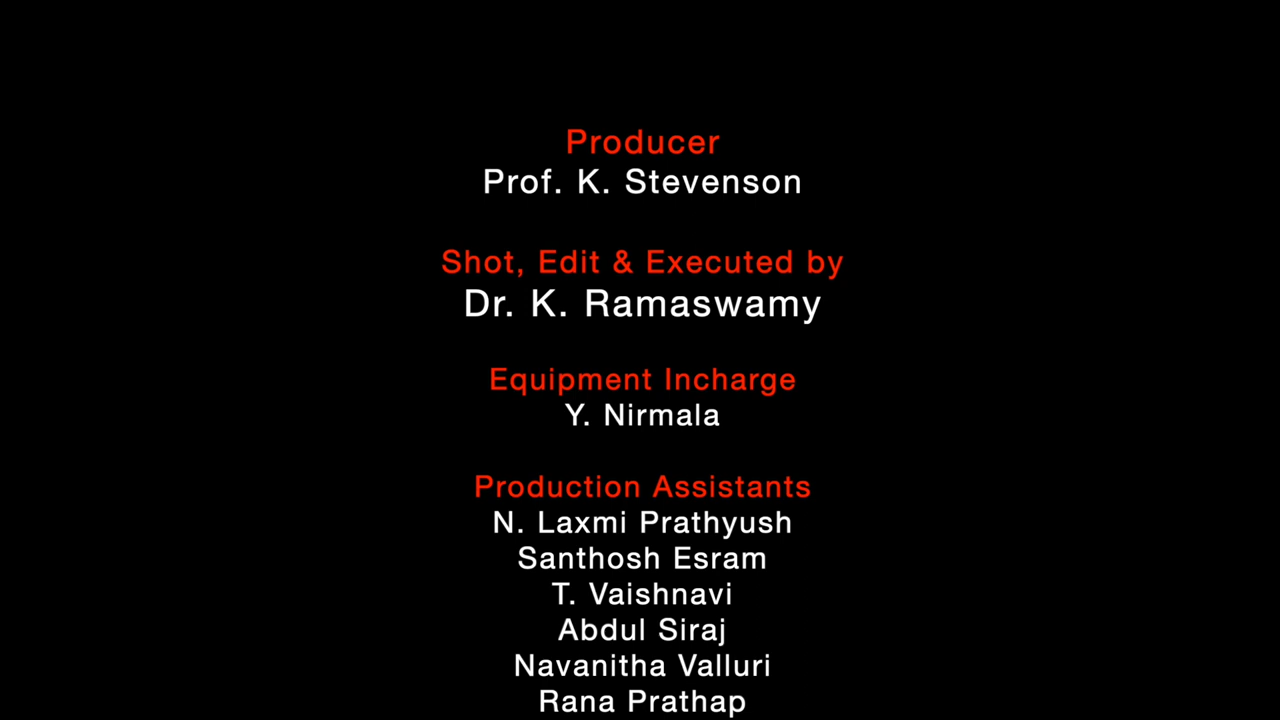 Producer
Prof. K. Stevenson
Shot, Edit & Executed by
Dr. K. Ramaswamy
Equipment Incharge
Y. Nirmala
Production Assistants
N. Laxmi Prathyush
Santhosh Esram
T. Vaishnavi
Abdul Siraj
Navanitha Valluri
Rana Prathap